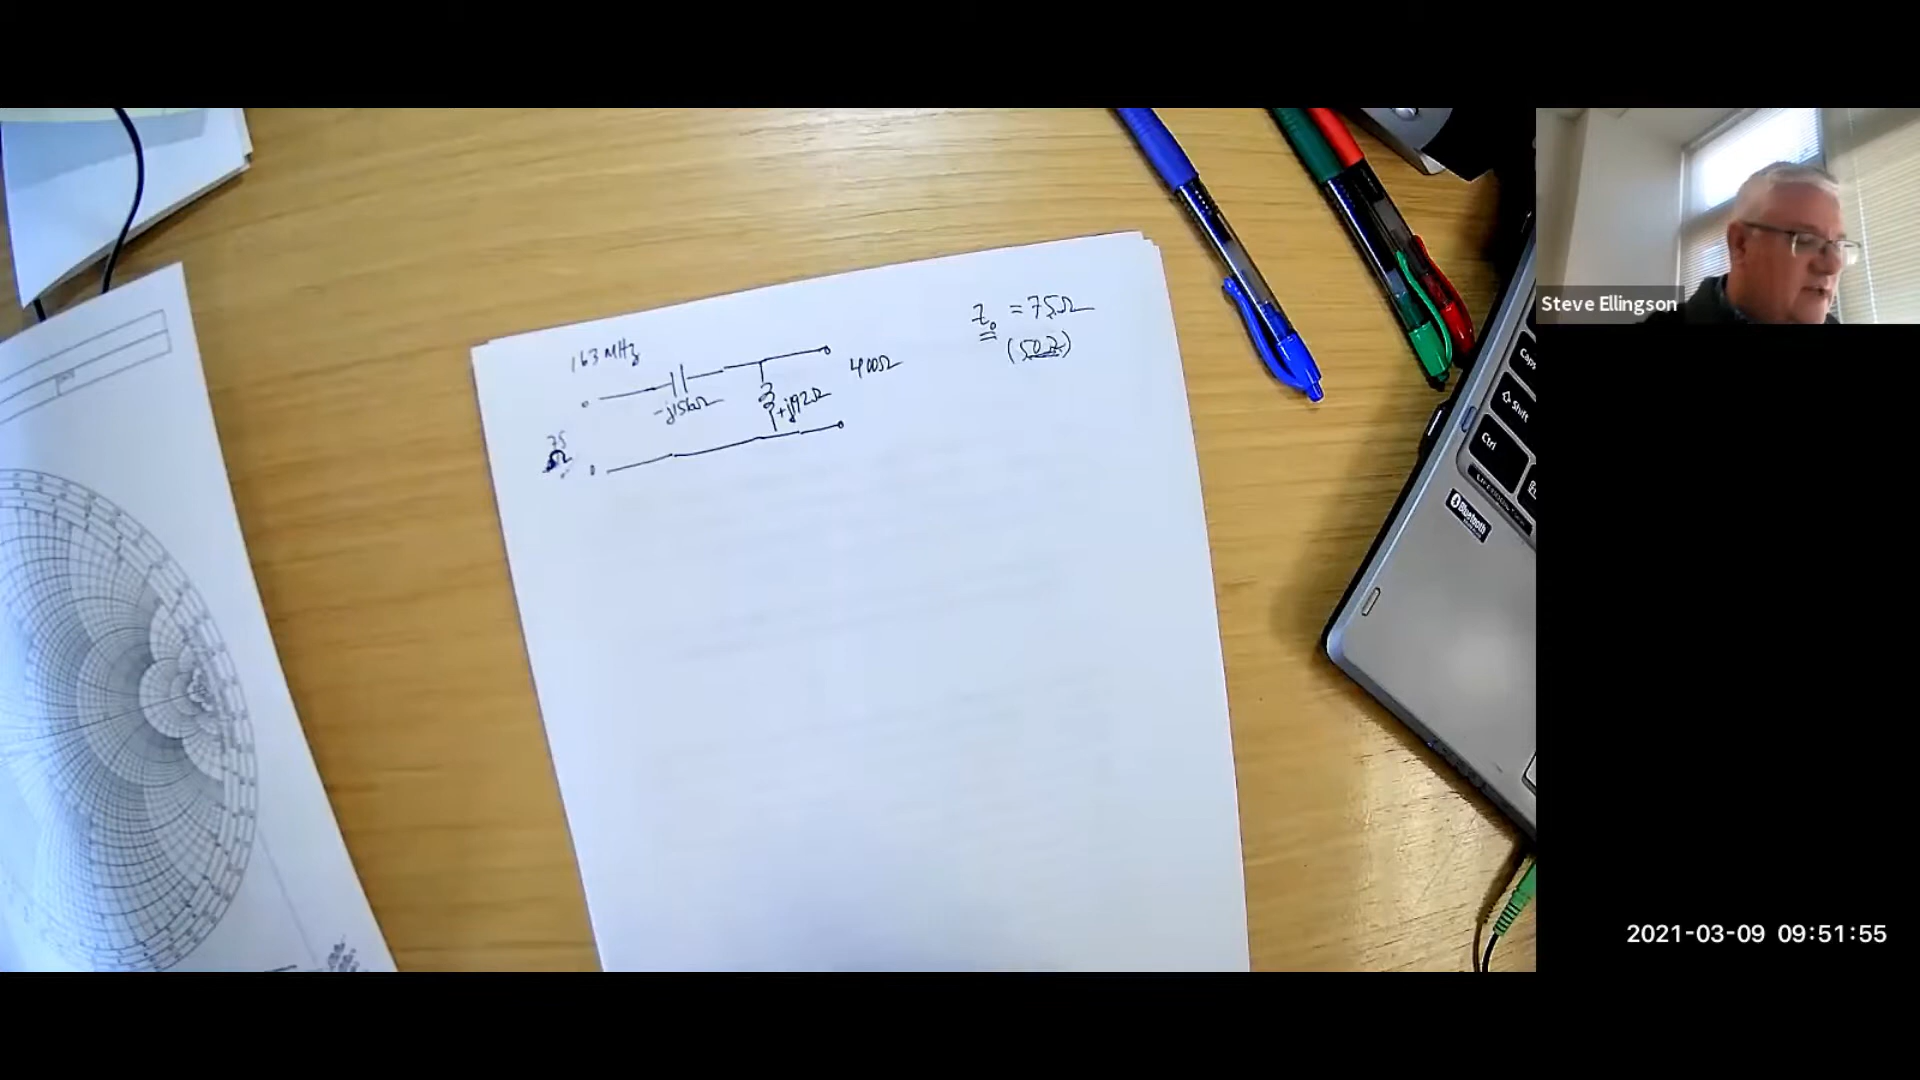 163 MHz
-j156Ω
+j192Ω
400Ω
75
Ω
Z₀ = 75Ω
(50Ω)
Steve Ellingson
Caps
Shift
Ctrl
Bluetooth
2021-03-09 09:51:55